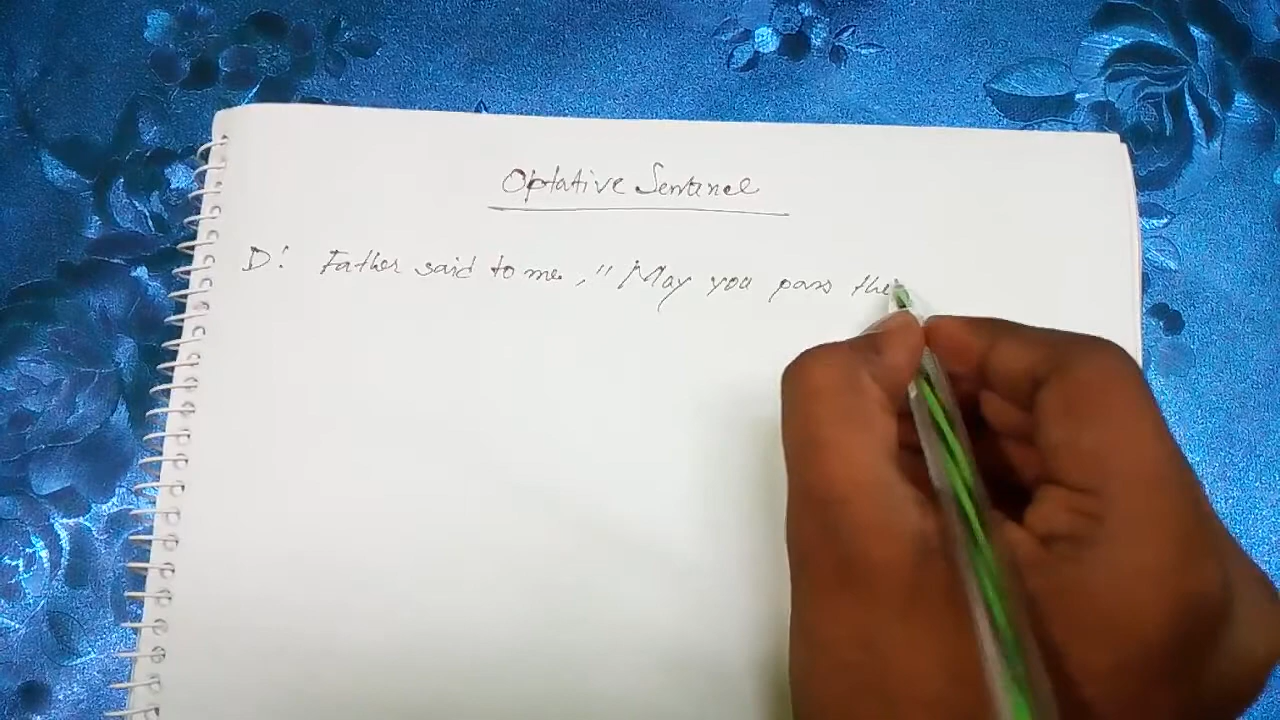 Optative Sentence
D: Father said to me, " May you pass the